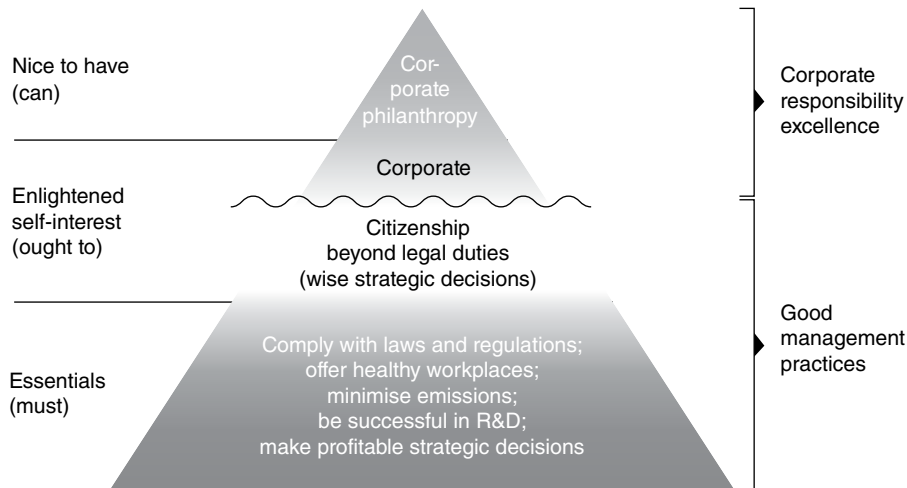 Nice to have
(can)
Enlightened
self-interest
(ought to)
Essentials
(must)
Cor-
porate
philanthropy
Corporate
Citizenship
beyond legal duties
(wise strategic decisions)
Comply with laws and regulations;
offer healthy workplaces;
minimise emissions;
be successful in R&D;
make profitable strategic decisions
Corporate
responsibility
excellence
Good
management
practices